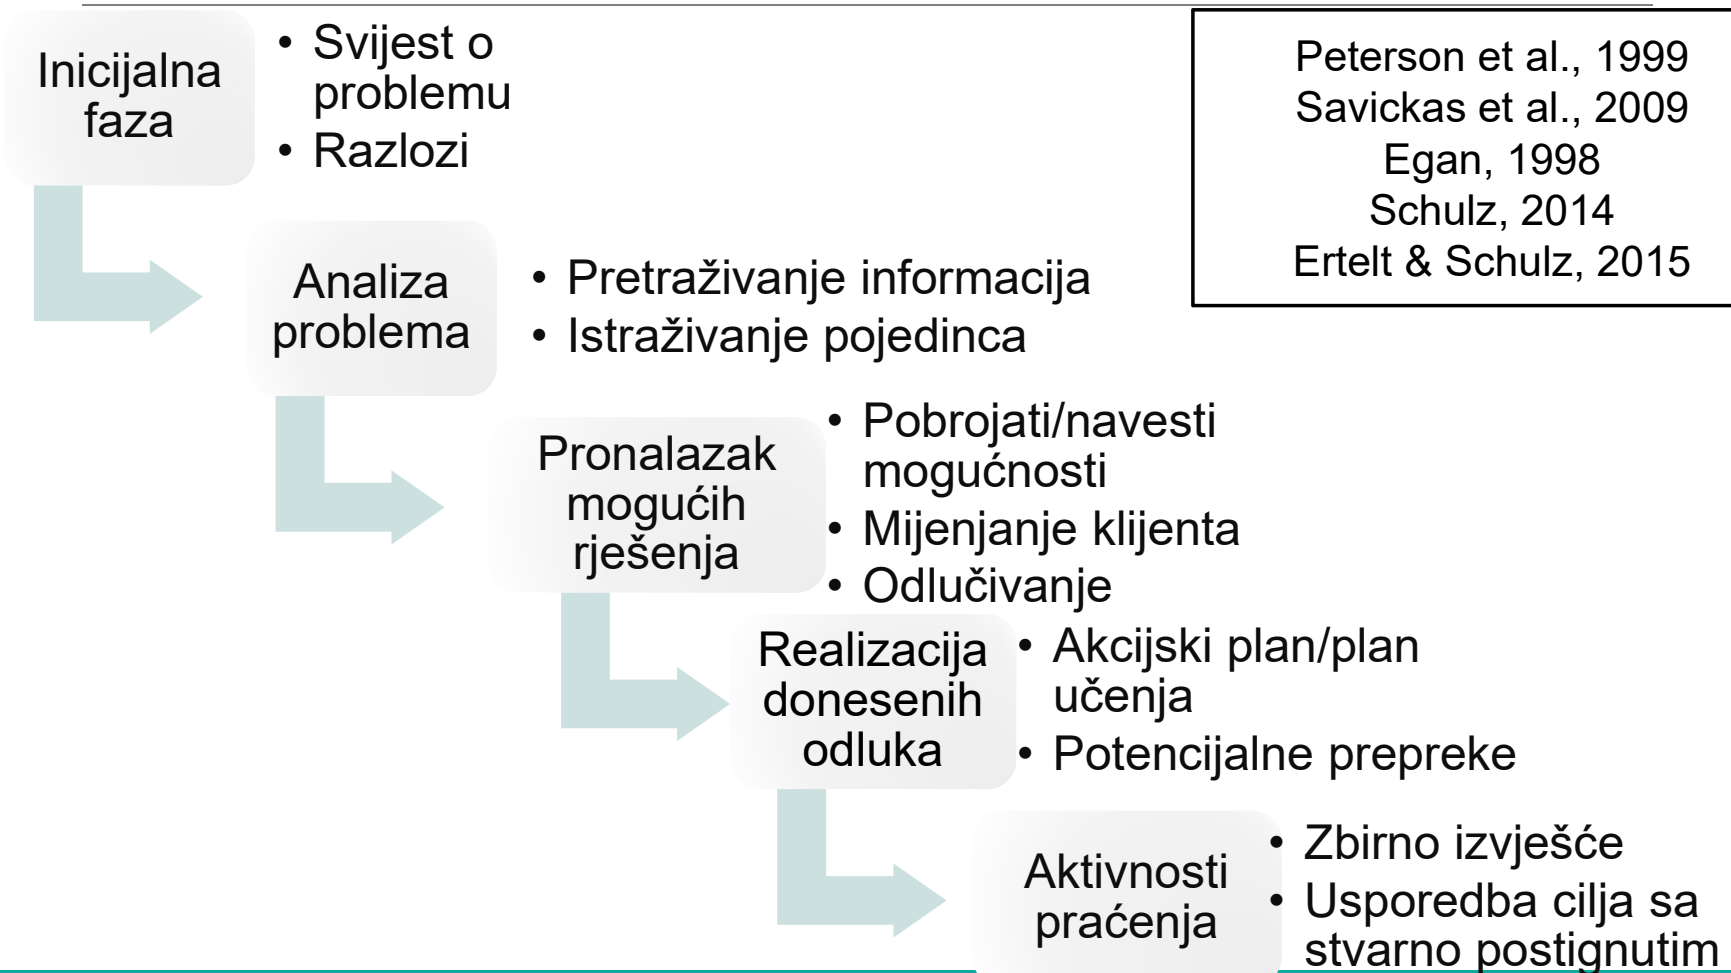 Inicijalna
faza
• Svijest o
problemu
• Razlozi
Peterson et al., 1999
Savickas et al., 2009
Egan, 1998
Schulz, 2014
Ertelt & Schulz, 2015
Analiza
problema
• Pretraživanje informacija
• Istraživanje pojedinca
Pronalazak
mogućih
rješenja
• Pobrojati/navesti
mogućnosti
• Mijenjanje klijenta
• Odlučivanje
Realizacija
donesenih
odluka
• Akcijski plan/plan
učenja
• Potencijalne prepreke
Aktivnosti
praćenja
• Zbirno izvješće
• Usporedba cilja sa
stvarno postignutim